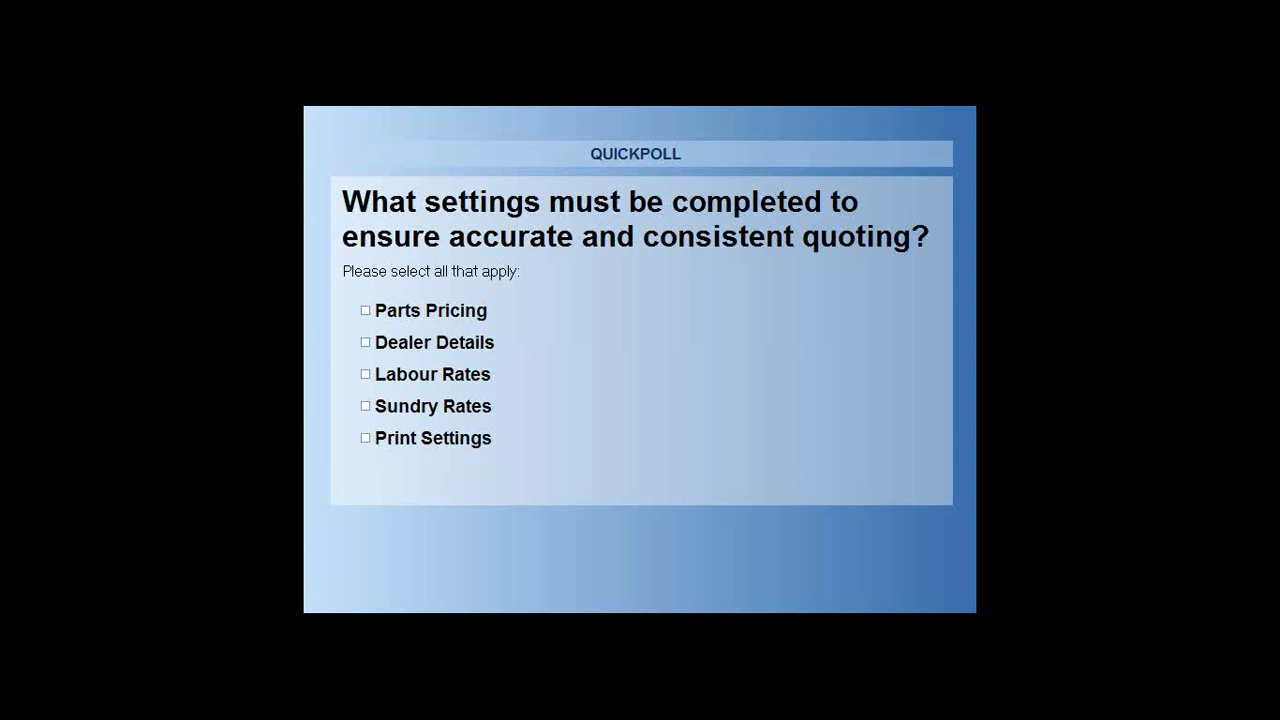 QUICKPOLL
What settings must be completed to
ensure accurate and consistent quoting?
Please select all that apply:
Parts Pricing
Dealer Details
Labour Rates
Sundry Rates
Print Settings